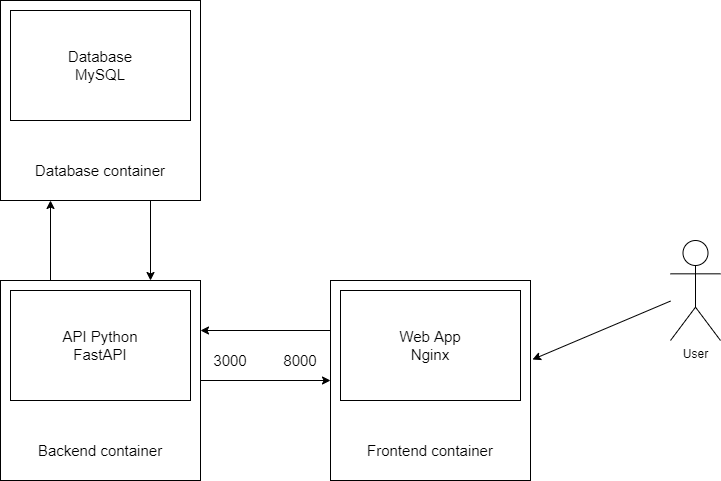 Database
MySQL
Database container
API Python
FastAPI
3000
8000
Web App
Nginx
User
Backend container
Frontend container